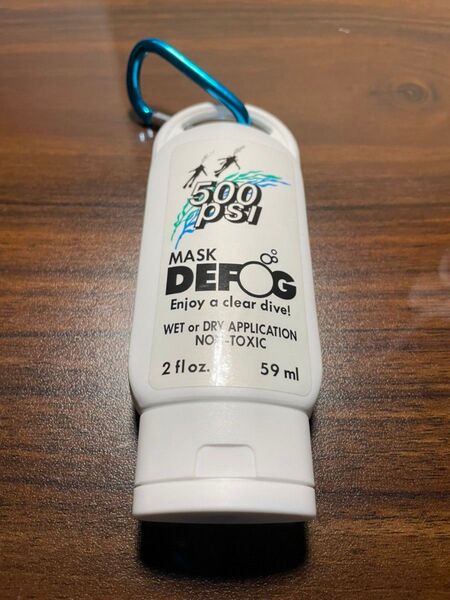 500
psi
MASK
DEFOG
Enjoy a clear dive!
WET or DRY APPLICATION
NON-TOXIC
2 fl oz. 59 ml